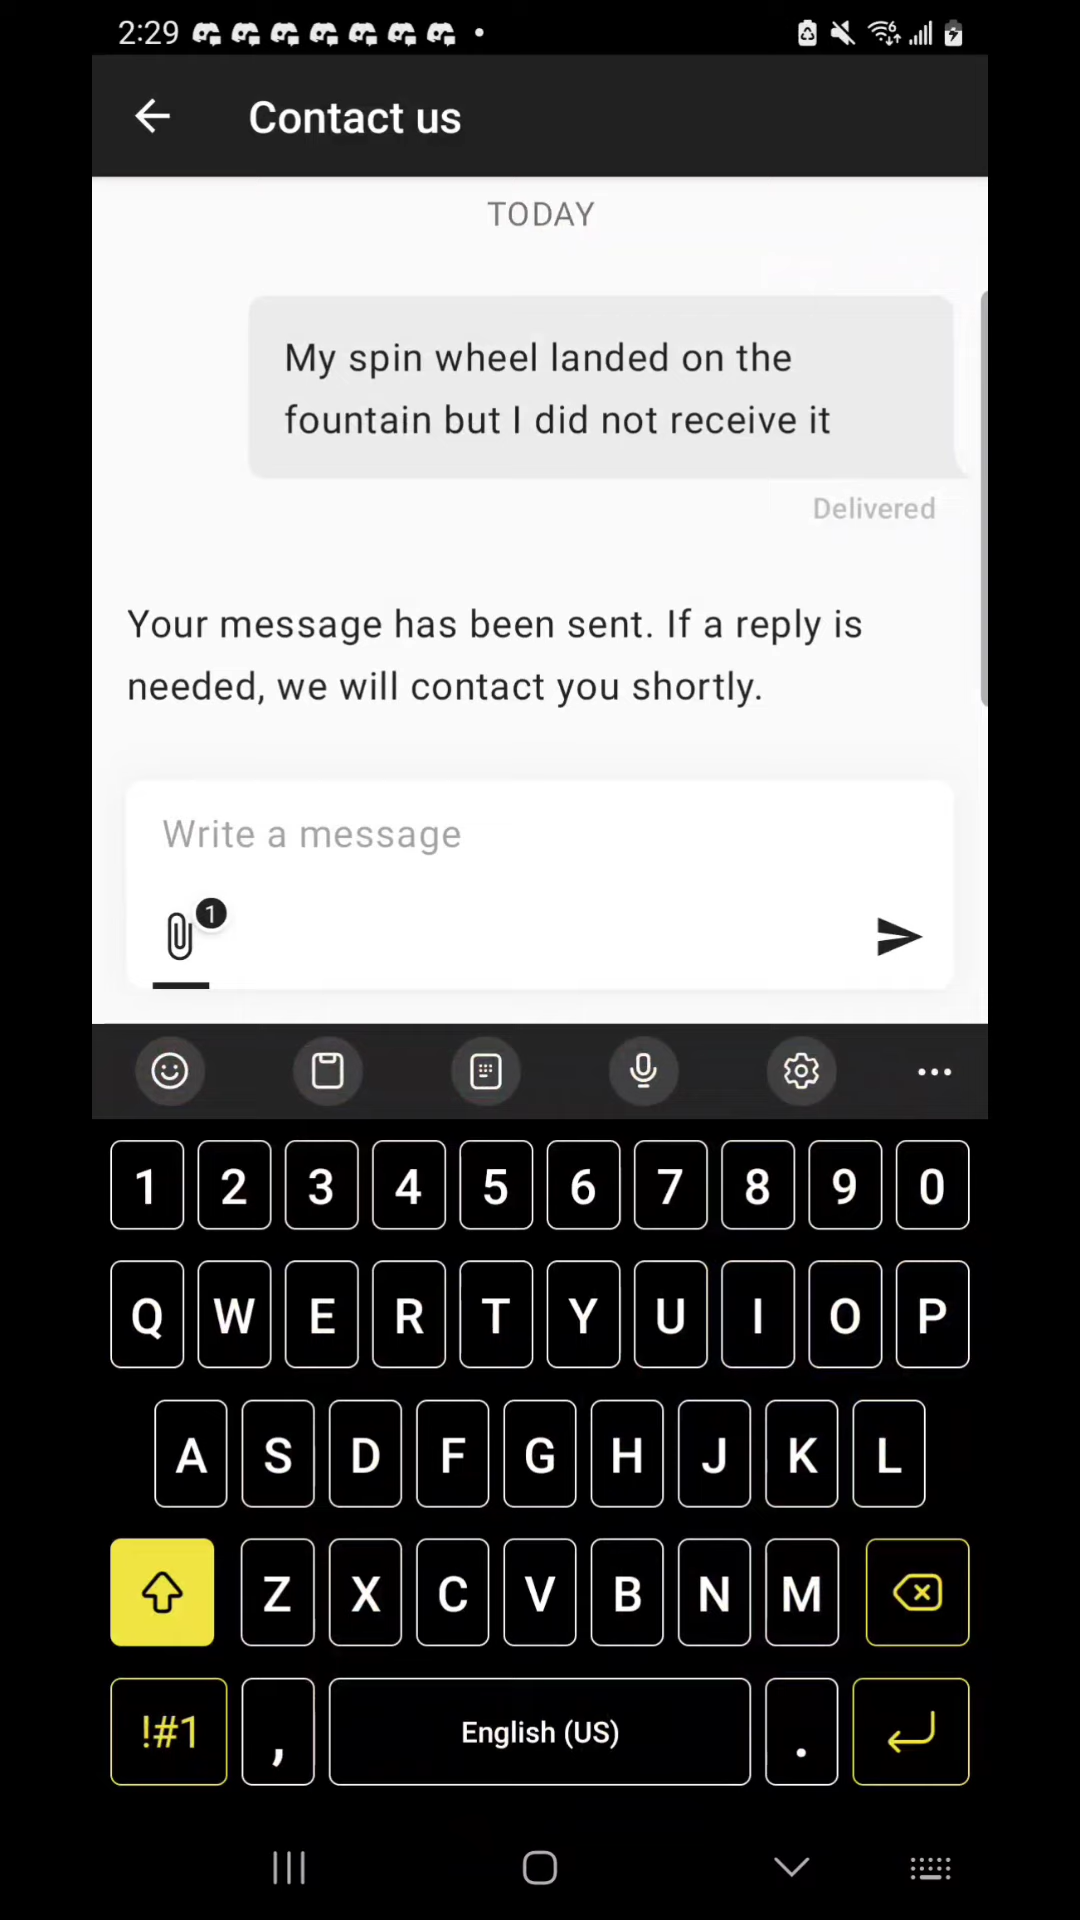 2:29
Contact us
TODAY
My spin wheel landed on the
fountain but I did not receive it
Delivered
Your message has been sent. If a reply is
needed, we will contact you shortly.
Write a message
1
1 2 3 4 5 6 7 8 9 0
Q W E R T Y U I O P
A S D F G H J K L
Z X C V B N M
!#1 , English (US) .